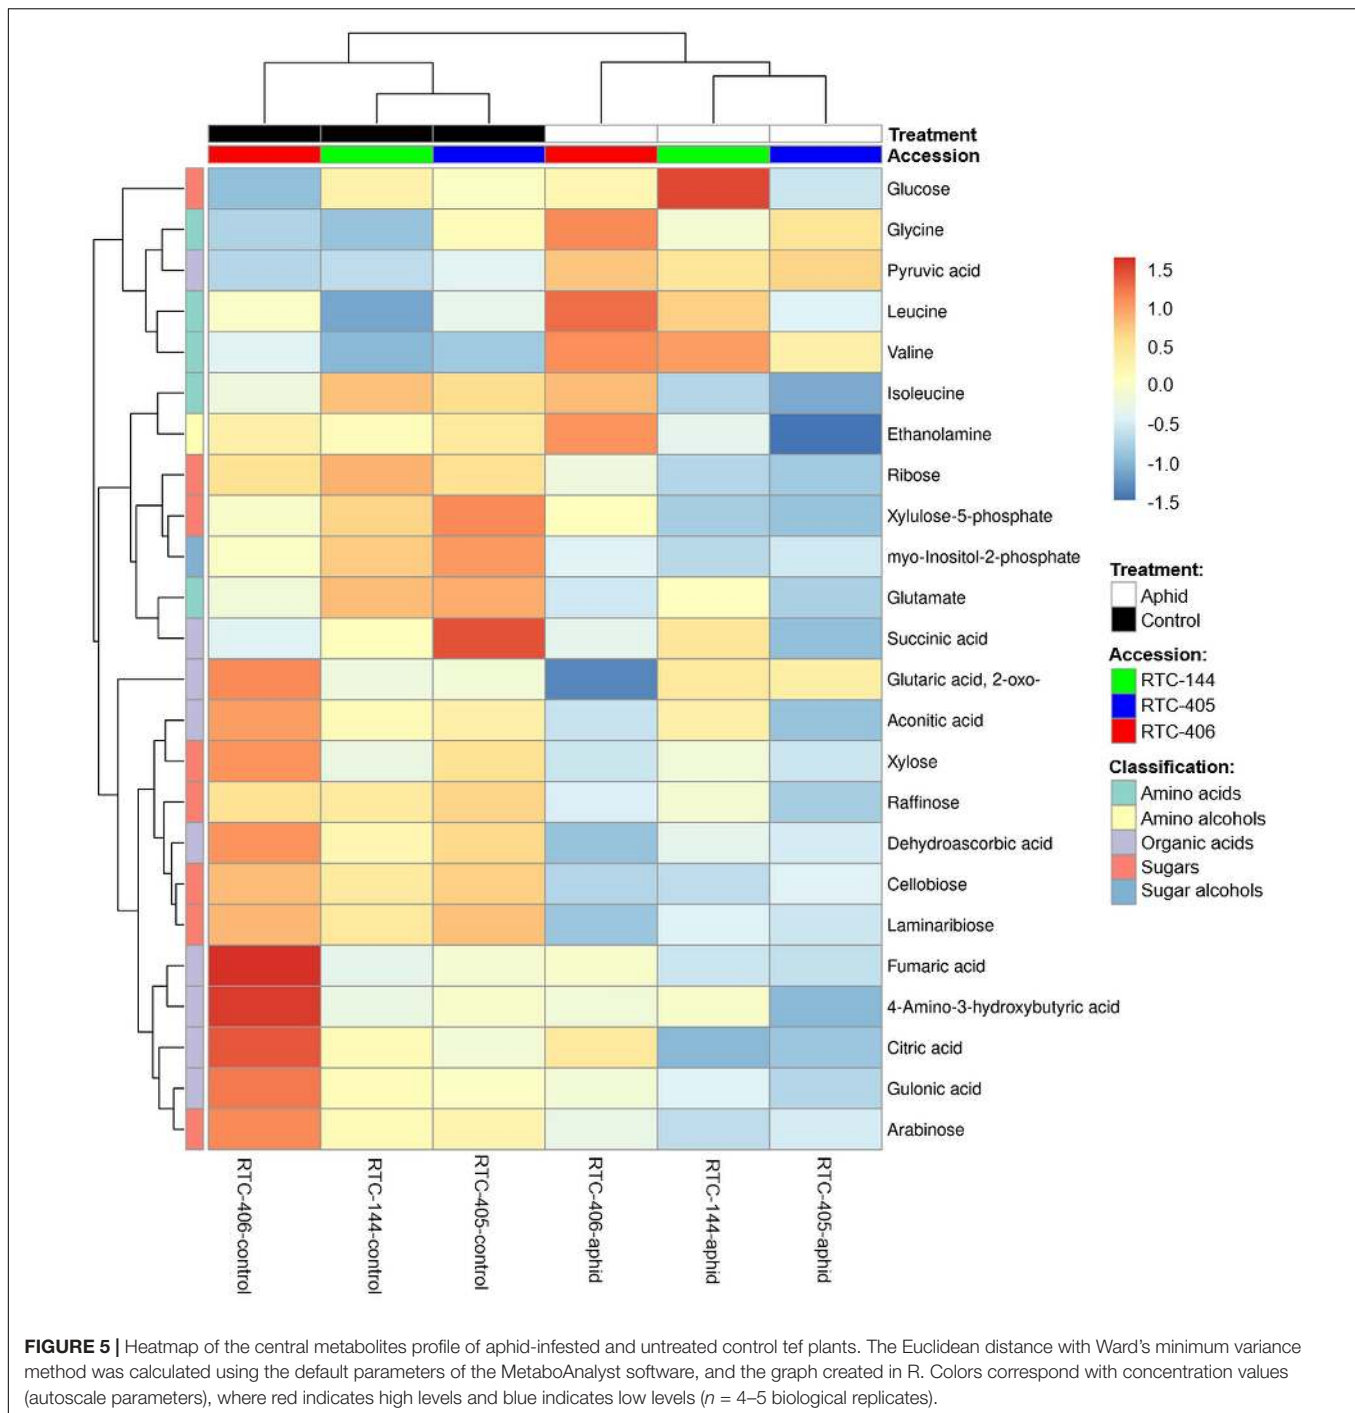 Treatment
Accession
Glucose
Glycine
Pyruvic acid
Leucine
Valine
Isoleucine
Ethanolamine
Ribose
Xylulose-5-phosphate
myo-Inositol-2-phosphate
Glutamate
Succinic acid
Glutaric acid, 2-oxo-
Aconitic acid
Xylose
Raffinose
Dehydroascorbic acid
Cellobiose
Laminaribiose
Fumaric acid
4-Amino-3-hydroxybutyric acid
Citric acid
Gulonic acid
Arabinose
1.5
1.0
0.5
0.0
-0.5
-1.0
-1.5
Treatment:
Aphid
Control
Accession:
RTC-144
RTC-405
RTC-406
Classification:
Amino acids
Amino alcohols
Organic acids
Sugars
Sugar alcohols
RTC-406-control
RTC-144-control
RTC-405-control
RTC-406-aphid
RTC-144-aphid
RTC-405-aphid
FIGURE 5 | Heatmap of the central metabolites profile of aphid-infested and untreated control tef plants. The Euclidean distance with Ward's minimum variance
method was calculated using the default parameters of the MetaboAnalyst software, and the graph created in R. Colors correspond with concentration values
(autoscale parameters), where red indicates high levels and blue indicates low levels (n = 4–5 biological replicates).